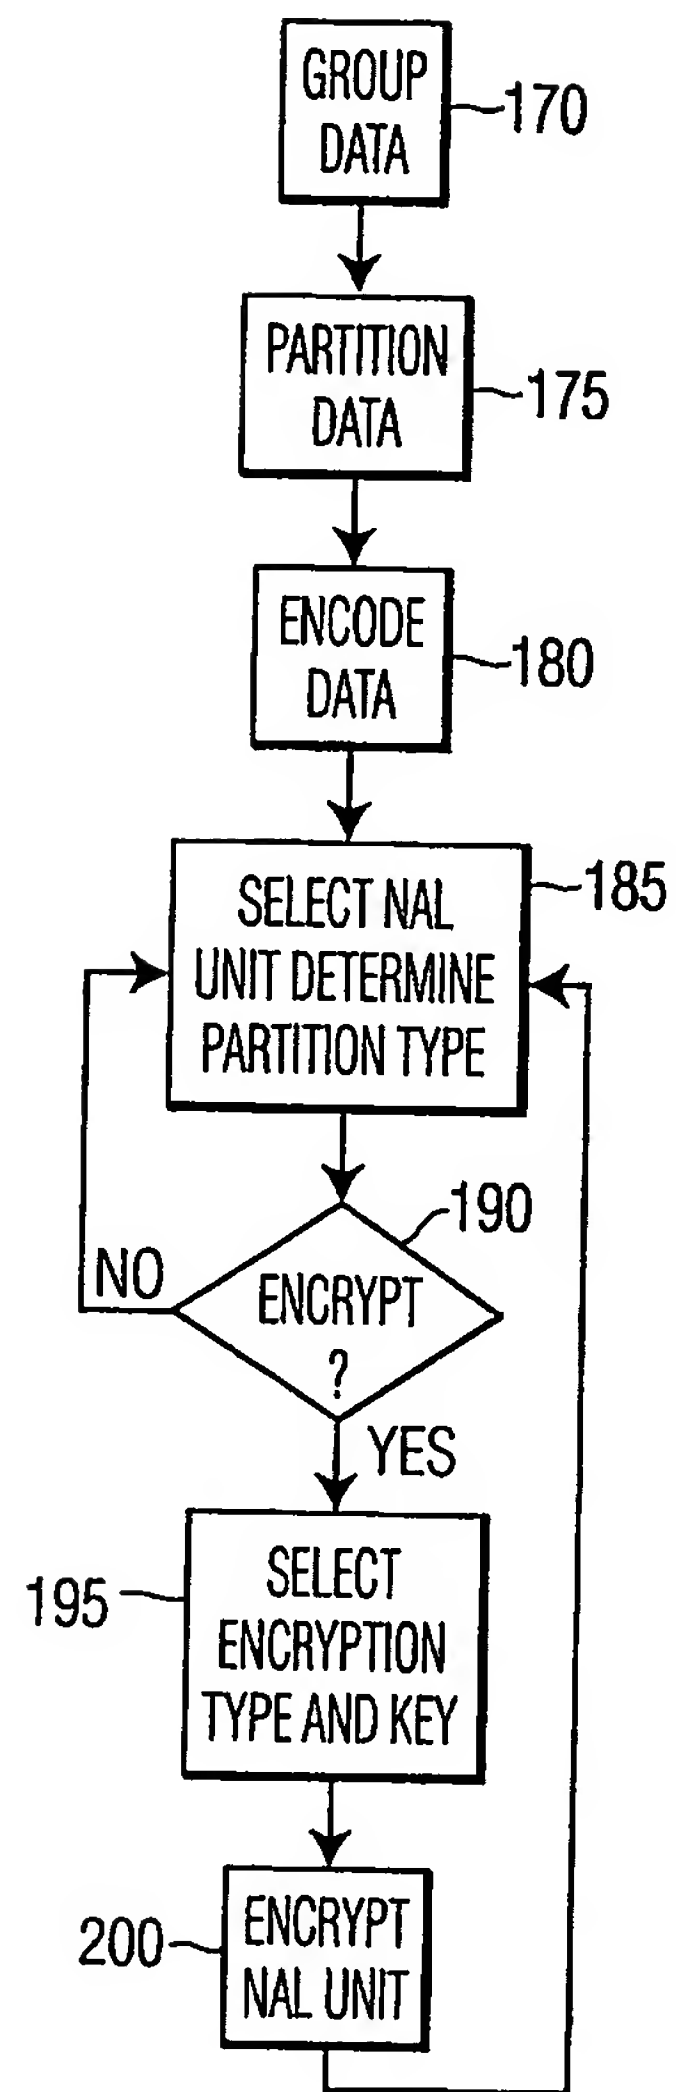 GROUP
DATA
170
PARTITION
DATA
175
ENCODE
DATA
180
SELECT NAL
UNIT DETERMINE
PARTITION TYPE
185
190
NO
ENCRYPT
?
YES
195
SELECT
ENCRYPTION
TYPE AND KEY
200
ENCRYPT
NAL UNIT